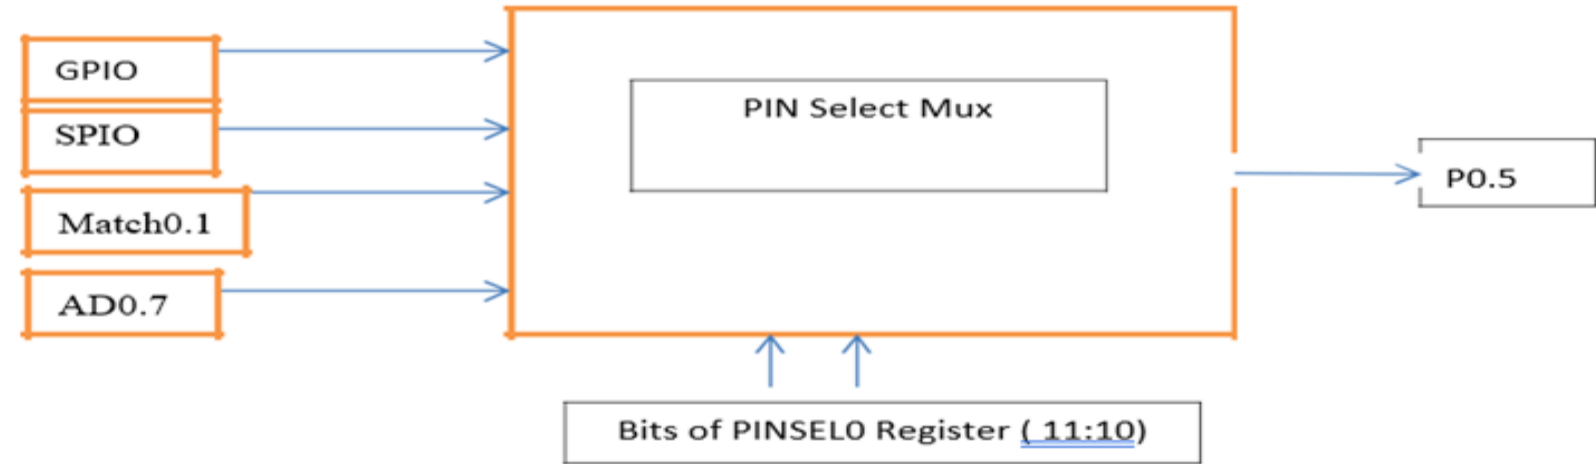 GPIO
SPIO
Match0.1
AD0.7
PIN Select Mux
P0.5
Bits of PINSEL0 Register ( 11:10)